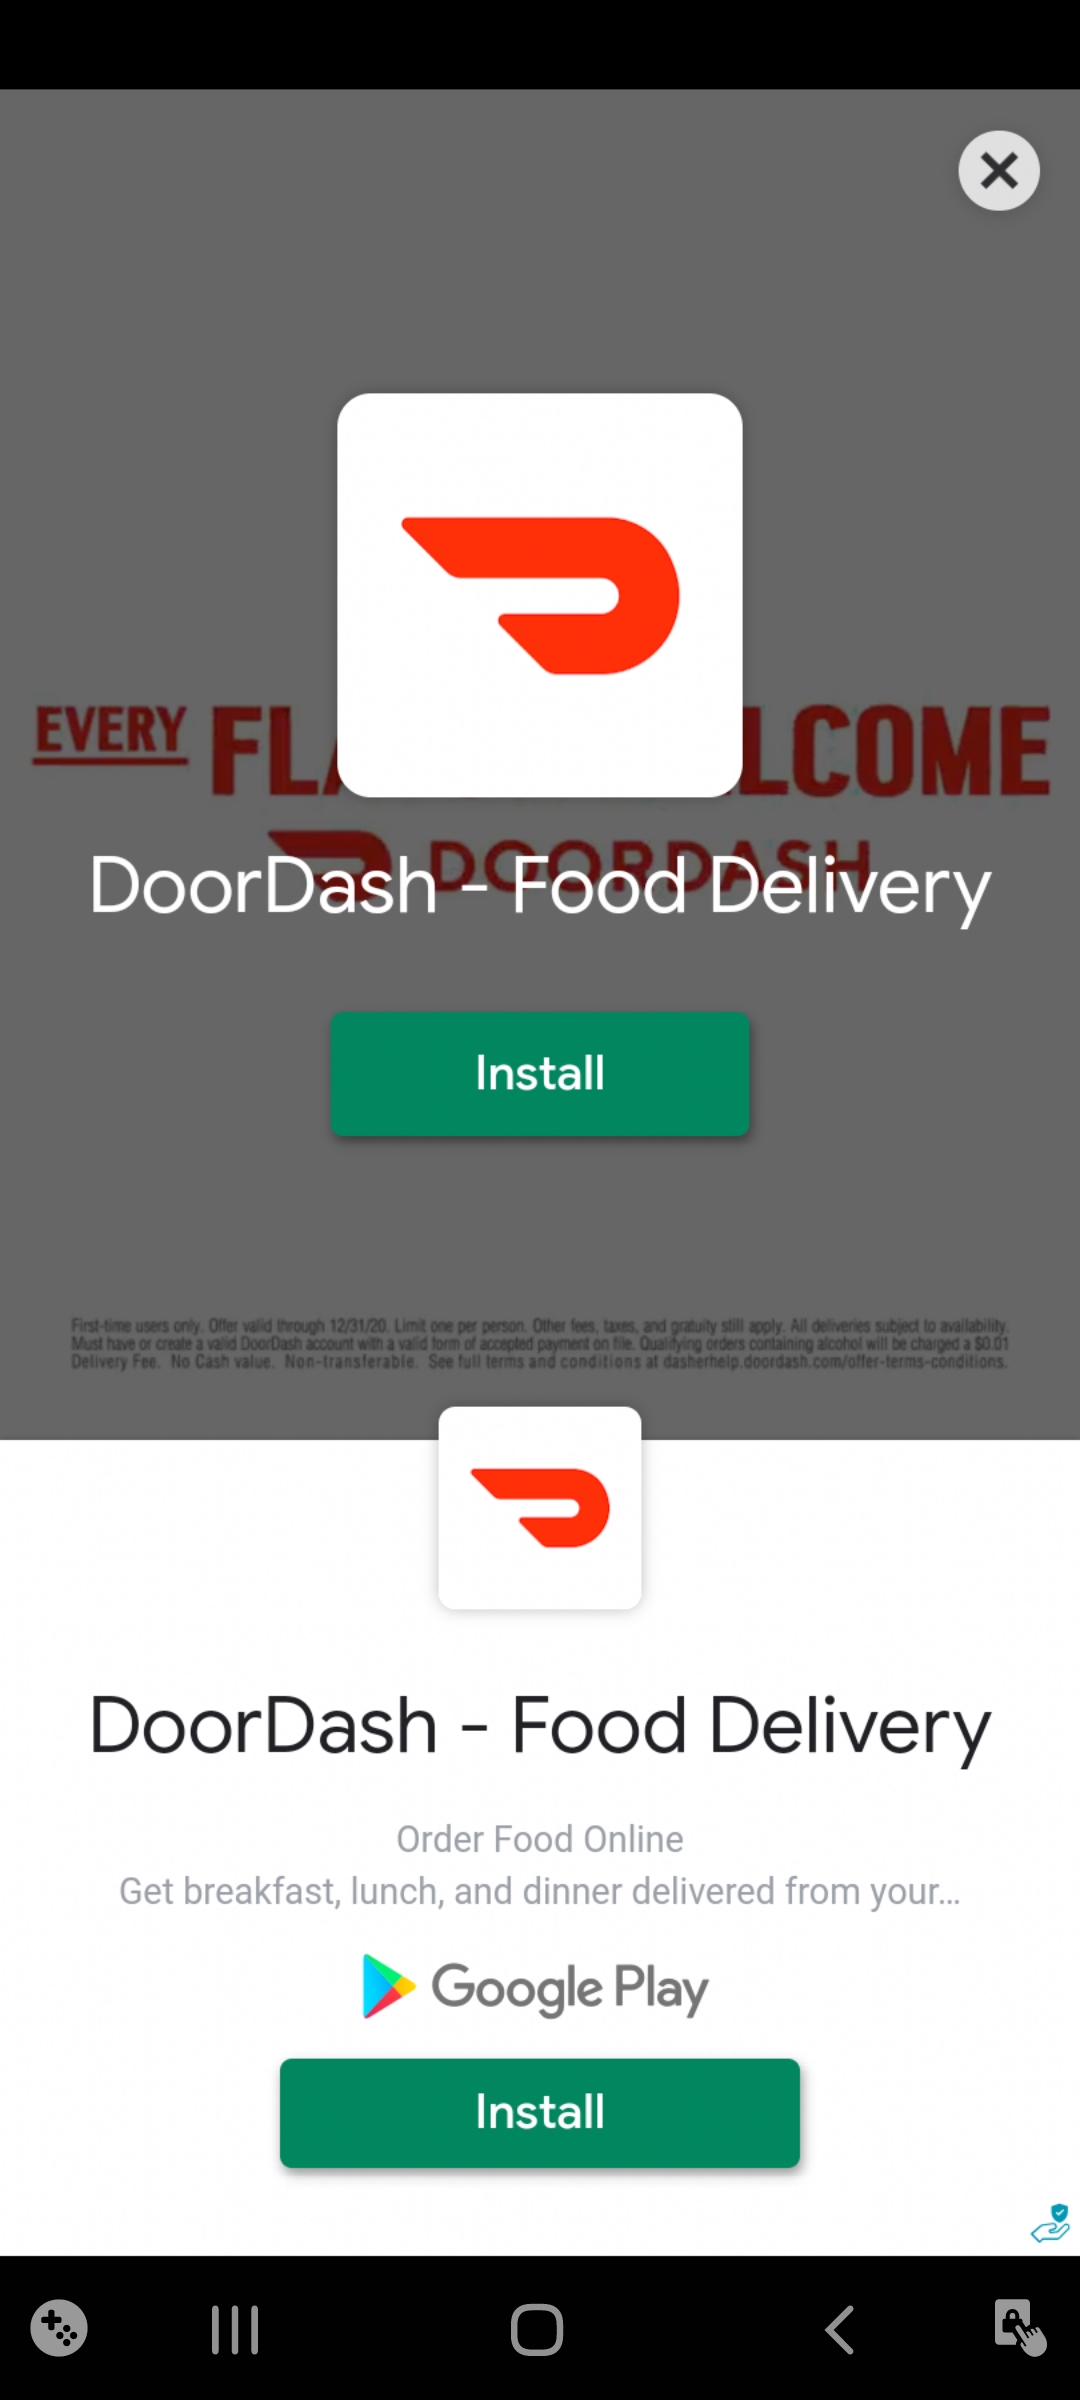 EVERY FLA LCOME
DOORDASH
DoorDash - Food Delivery
Install
First-time users only. Offer valid through 12/31/20. Limit one per person. Other fees, taxes, and gratuity still apply. All deliveries subject to availability.
Must have or create a valid DoorDash account with a valid form of accepted payment on file. Qualifying orders containing alcohol will be charged a $0.01
Delivery Fee. No Cash value. Non-transferable. See full terms and conditions at dasherhelp.doordash.com/offer-terms-conditions.
DoorDash - Food Delivery
Order Food Online
Get breakfast, lunch, and dinner delivered from your...
Google Play
Install